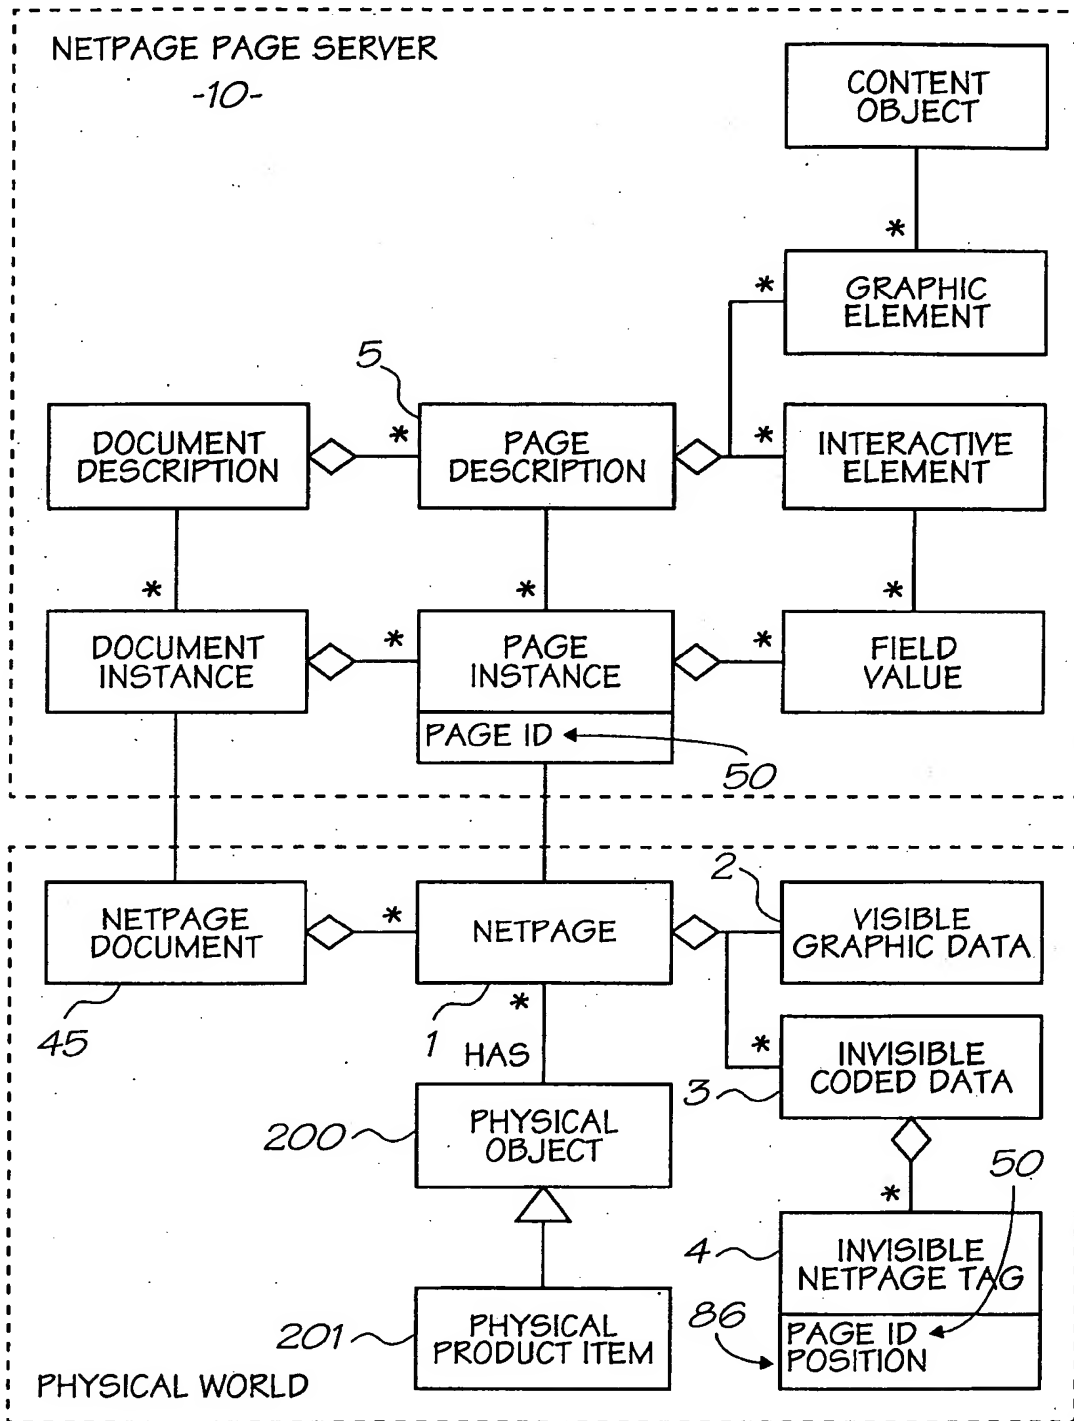 NETPAGE PAGE SERVER
-10-
CONTENT
OBJECT
*
GRAPHIC
ELEMENT
*
5
DOCUMENT
DESCRIPTION
*
PAGE
DESCRIPTION
*
INTERACTIVE
ELEMENT
*
*
*
DOCUMENT
INSTANCE
*
PAGE
INSTANCE
*
FIELD
VALUE
PAGE ID
50
NETPAGE
DOCUMENT
*
NETPAGE
2
VISIBLE
GRAPHIC DATA
45
1
*
HAS
*
3
INVISIBLE
CODED DATA
200
PHYSICAL
OBJECT
*
50
4
INVISIBLE
NETPAGE TAG
201
PHYSICAL
PRODUCT ITEM
86
PAGE ID
POSITION
PHYSICAL WORLD